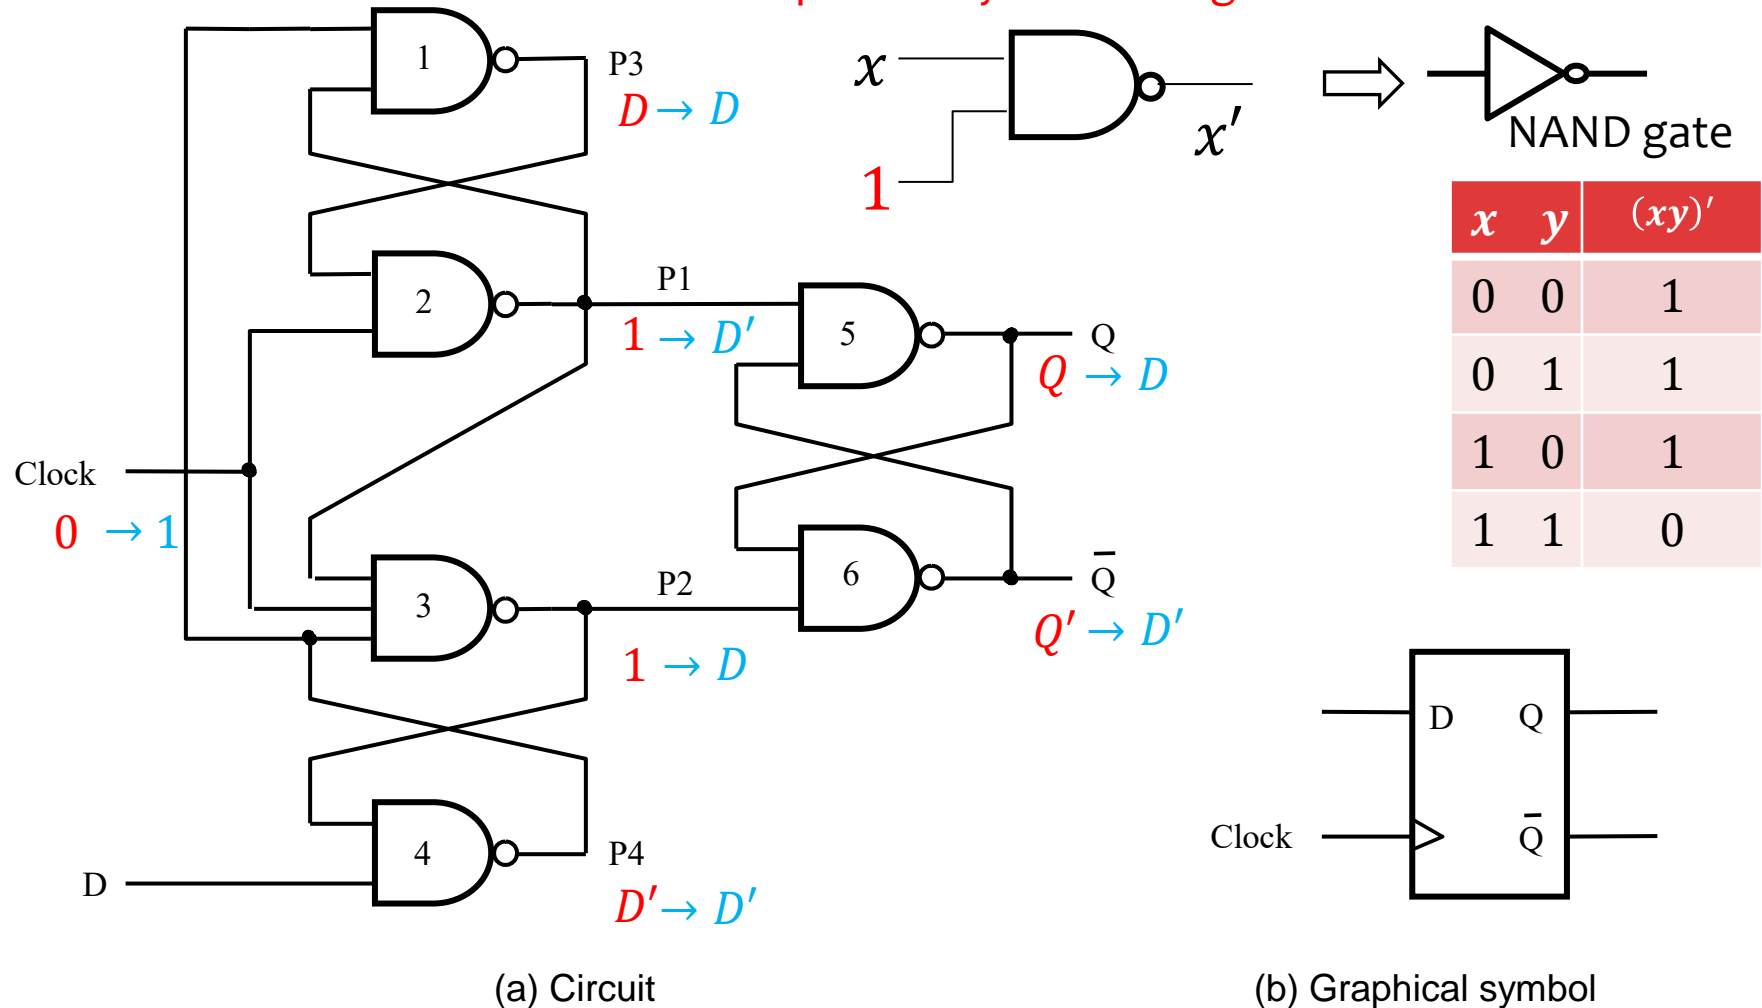 1
P3
D → D
x
1
x'
NAND gate
x y (xy)'
0 0 1
0 1 1
1 0 1
1 1 0
2
P1
1 → D'
5
Q
Q → D
Clock
0 → 1
3
P2
1 → D
6
Q̅
Q' → D'
4
D
P4
D' → D'
D Q
Clock
Q̅
(a) Circuit
(b) Graphical symbol